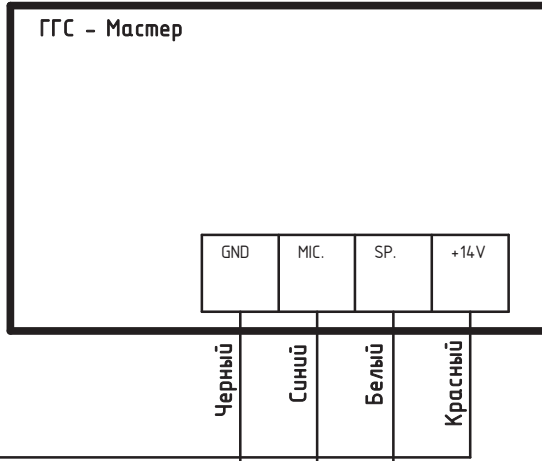 ГГС - Мастер
GND MIC. SP. +14V
Черный Синий Белый Красный